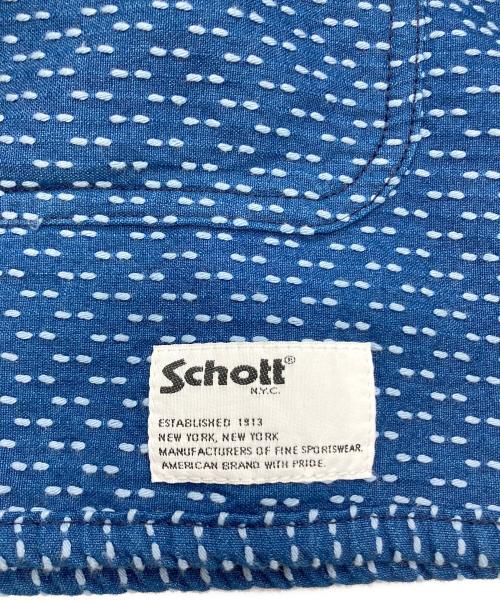 Schott®
N.Y.C.
ESTABLISHED 1913
NEW YORK, NEW YORK
MANUFACTURERS OF FINE SPORTSWEAR.
AMERICAN BRAND WITH PRIDE.